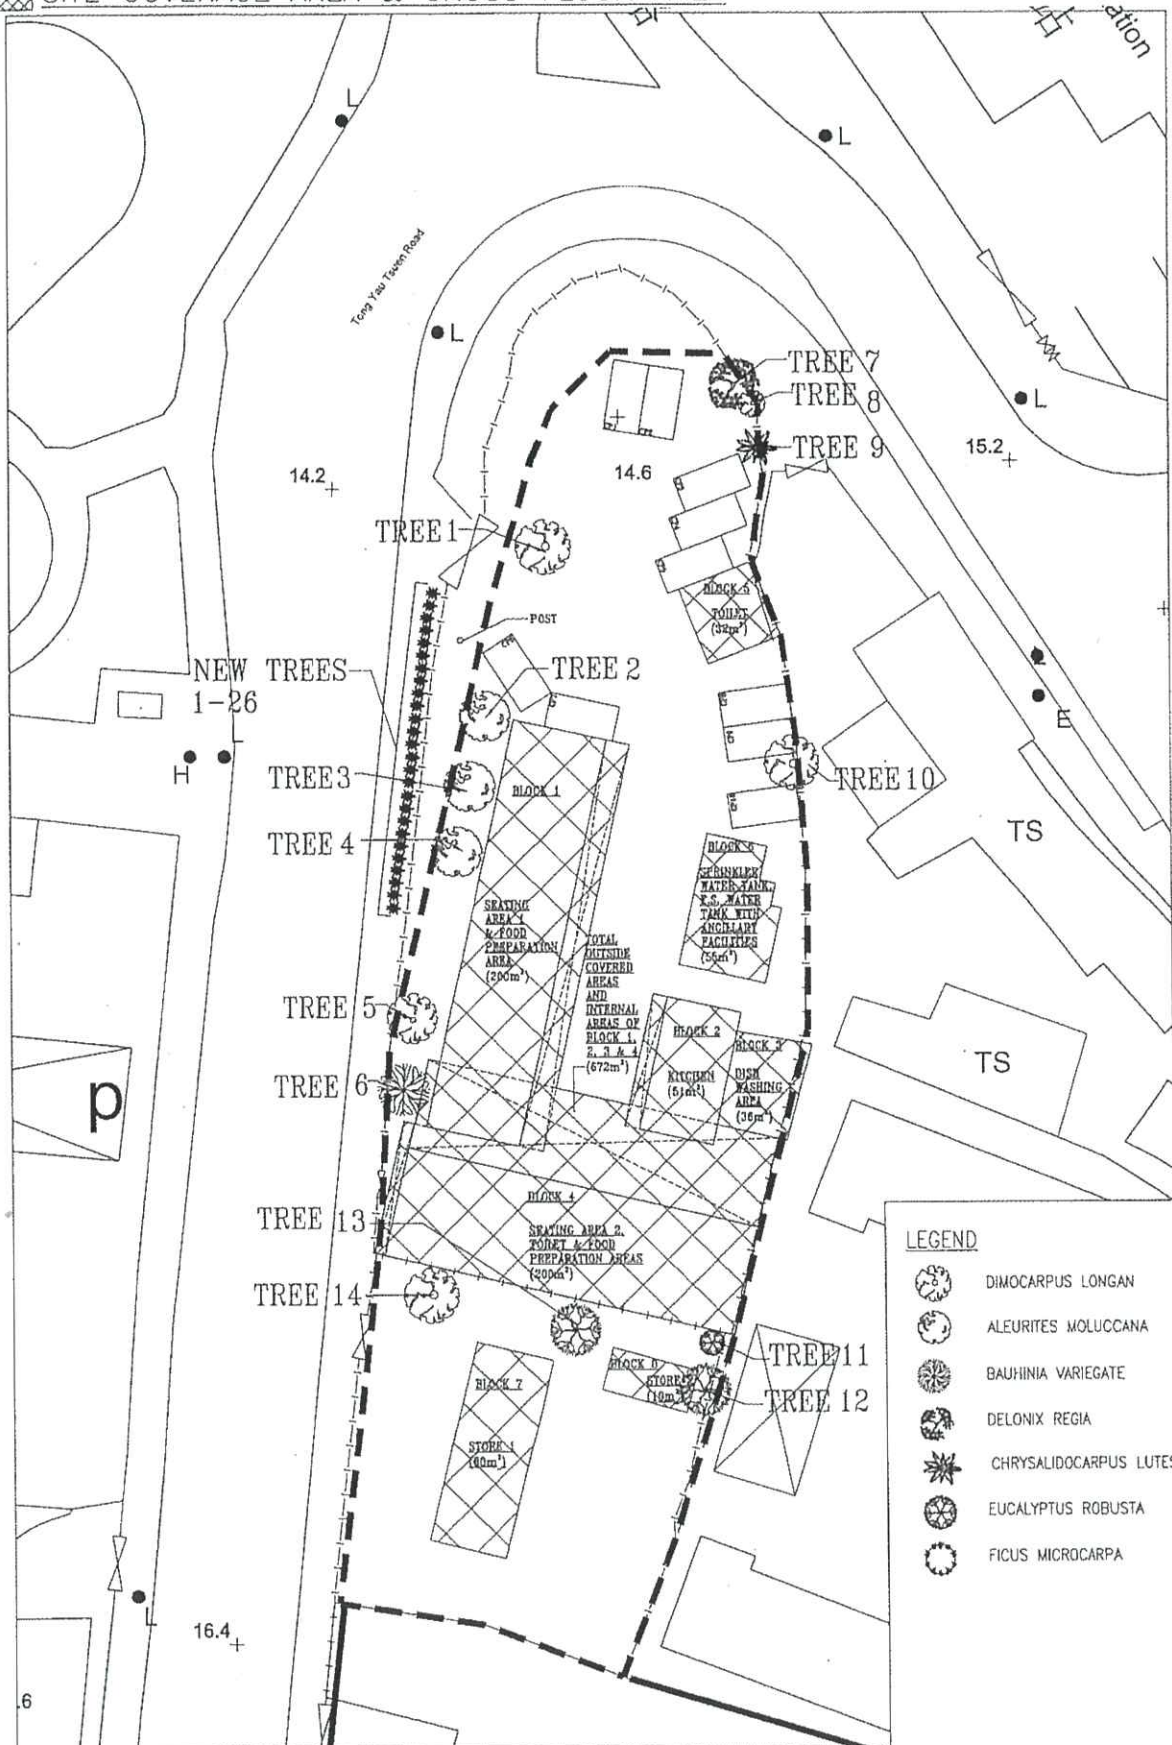 L
L
ation
Tong Yau Tsuen Road
L
TREE 7
TREE 8
L
TREE 9
15.2
14.6
14.2
TREE 1
BLOCK 5
TOILET
(32m²)
POST
NEW TREES
1-26
TREE 2
E
H
TREE 3
BLOCK 1
TREE 10
TREE 4
TS
BLOCK 6
SPRINKLER
WATER TANK,
F.S. WATER
TANK WITH
ANCILLARY
FACILITIES
SEATING
AREA 1
& FOOD
PREPARATION
AREA
(200m²)
TOTAL
OUTSIDE
COVERED
AREAS
AND
INTERNAL
AREAS OF
BLOCK 1,
2, 3 & 4
(672m²)
TREE 5
BLOCK 2
KITCHEN
(51m²)
BLOCK 3
DISH
WASHING
AREA
(36m²)
TS
TREE 6
p
BLOCK 4
SEATING AREA 2,
TOILET & FOOD
PREPARATION AREAS
(200m²)
TREE 13
TREE 14
TREE 11
BLOCK 8
STORE 2
(10m²)
TREE 12
BLOCK 7
STORE 1
(60m²)
L
16.4
.6
LEGEND
DIMOCARPUS LONGAN
ALEURITES MOLUCCANA
BAUHINIA VARIEGATE
DELONIX REGIA
CHRYSALIDOCARPUS LUTES
EUCALYPTUS ROBUSTA
FICUS MICROCARPA